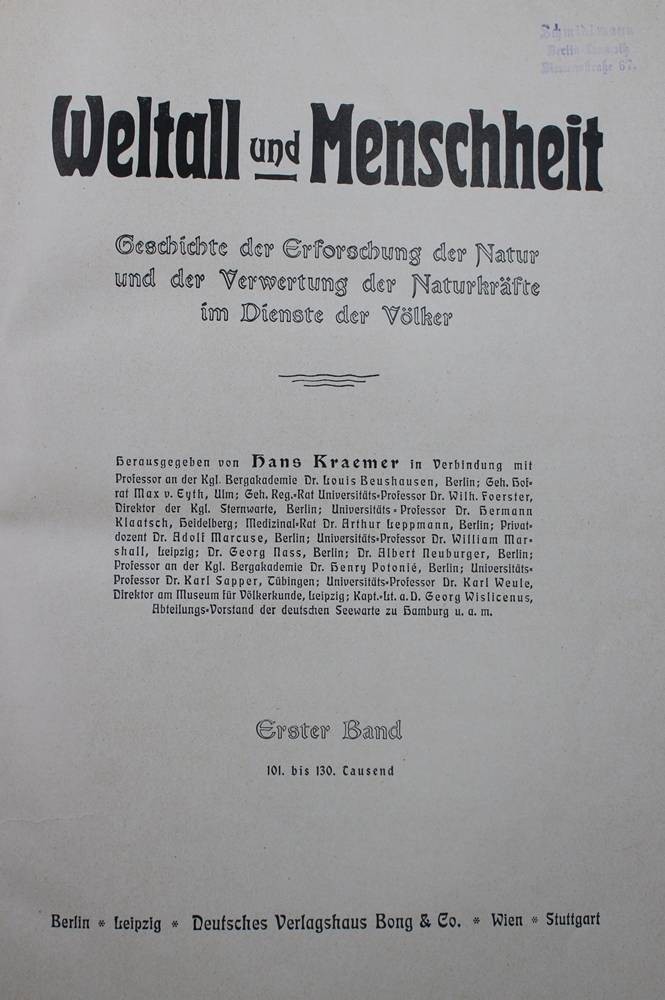 Berlin
67.
Weltall und Menschheit
Geschichte der Erforschung der Natur
und der Verwertung der Naturkräfte
im Dienste der Völker
Herausgegeben von Hans Kraemer in Verbindung mit
Professor an der Kgl. Bergakademie Dr. Louis Beushausen, Berlin; Geh. Hof-
rat Max v. Eyth, Ulm; Geh. Reg.-Rat Universitäts-Professor Dr. Wilh. Foerster,
Direktor der Kgl. Sternwarte, Berlin; Universitäts-Professor Dr. Hermann
Klaatsch, Heidelberg; Medizinal-Rat Dr. Arthur Leppmann, Berlin; Privat-
dozent Dr. Adolf Marcuse, Berlin; Universitäts-Professor Dr. William Mar-
shall, Leipzig; Dr. Georg Nass, Berlin; Dr. Albert Neuburger, Berlin;
Professor an der Kgl. Bergakademie Dr. Henry Potonié, Berlin; Universitäts-
Professor Dr. Karl Sapper, Tübingen; Universitäts-Professor Dr. Karl Weule,
Direktor am Museum für Völkerkunde, Leipzig; Kapt.-Lt. a. D. Georg Wislicenus,
Abteilungs-Vorstand der deutschen Seewarte zu Hamburg u. a. m.
Erster Band
101. bis 130. Tausend
Berlin * Leipzig * Deutsches Verlagshaus Bong & Co. * Wien * Stuttgart